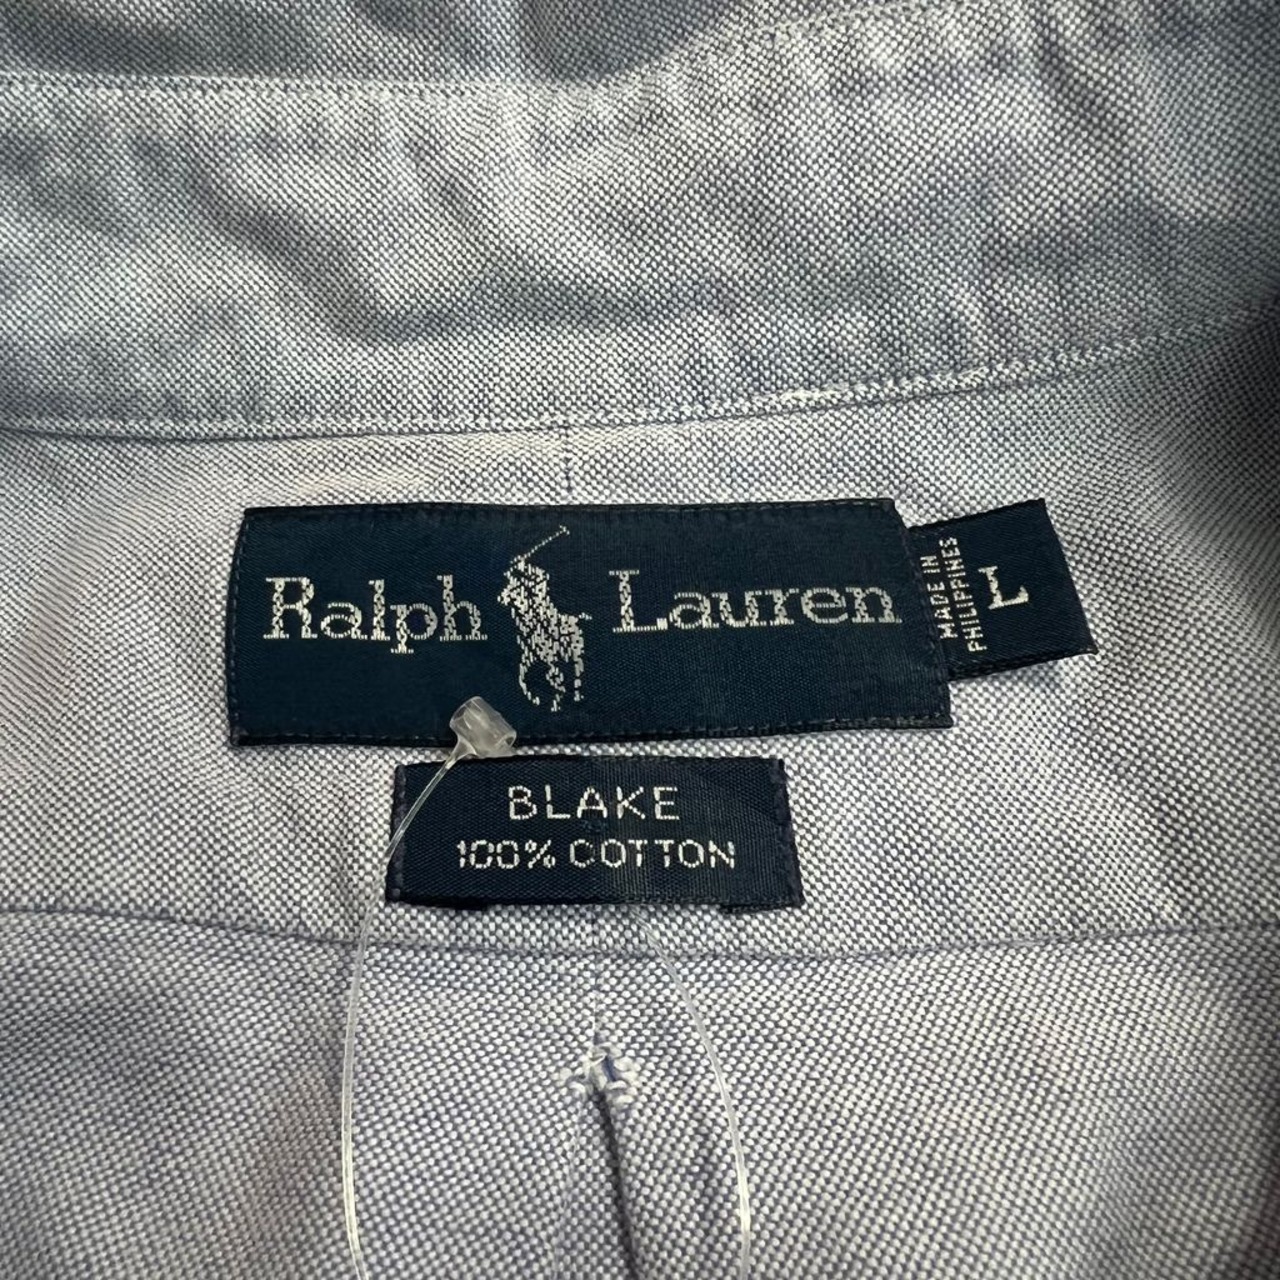 Ralph Lauren
MADE IN
PHILIPPINES
L
BLAKE
100% COTTON